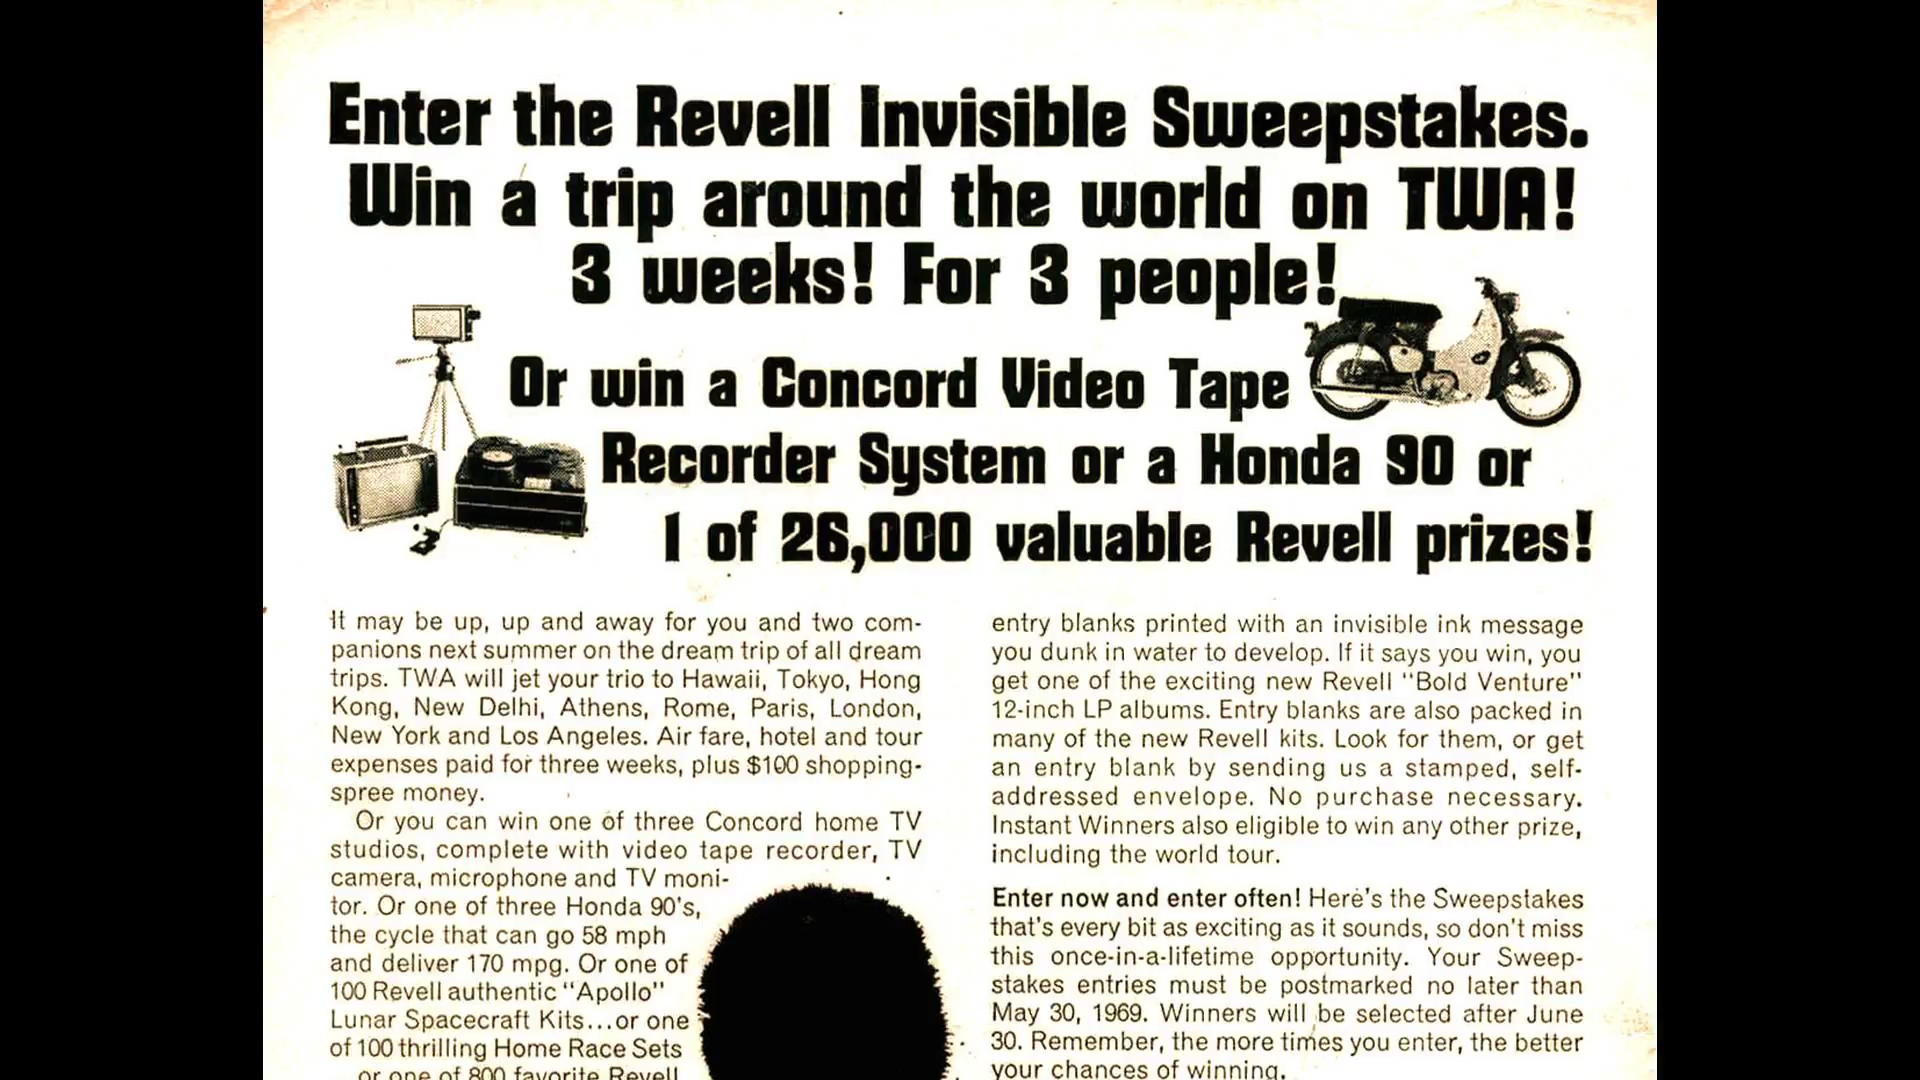 Enter the Revell Invisible Sweepstakes.
Win a trip around the world on TWA!
3 weeks! For 3 people!
Or win a Concord Video Tape
Recorder System or a Honda 90 or
1 of 26,000 valuable Revell prizes!
It may be up, up and away for you and two com-
panions next summer on the dream trip of all dream
trips. TWA will jet your trio to Hawaii, Tokyo, Hong
Kong, New Delhi, Athens, Rome, Paris, London,
New York and Los Angeles. Air fare, hotel and tour
expenses paid for three weeks, plus $100 shopping-
spree money.
Or you can win one of three Concord home TV
studios, complete with video tape recorder, TV
camera, microphone and TV moni-
tor. Or one of three Honda 90's,
the cycle that can go 58 mph
and deliver 170 mpg. Or one of
100 Revell authentic "Apollo"
Lunar Spacecraft Kits...or one
of 100 thrilling Home Race Sets
...or one of 800 favorite Revell
entry blanks printed with an invisible ink message
you dunk in water to develop. If it says you win, you
get one of the exciting new Revell "Bold Venture"
12-inch LP albums. Entry blanks are also packed in
many of the new Revell kits. Look for them, or get
an entry blank by sending us a stamped, self-
addressed envelope. No purchase necessary.
Instant Winners also eligible to win any other prize,
including the world tour.
Enter now and enter often! Here's the Sweepstakes
that's every bit as exciting as it sounds, so don't miss
this once-in-a-lifetime opportunity. Your Sweep-
stakes entries must be postmarked no later than
May 30, 1969. Winners will be selected after June
30. Remember, the more times you enter, the better
your chances of winning.